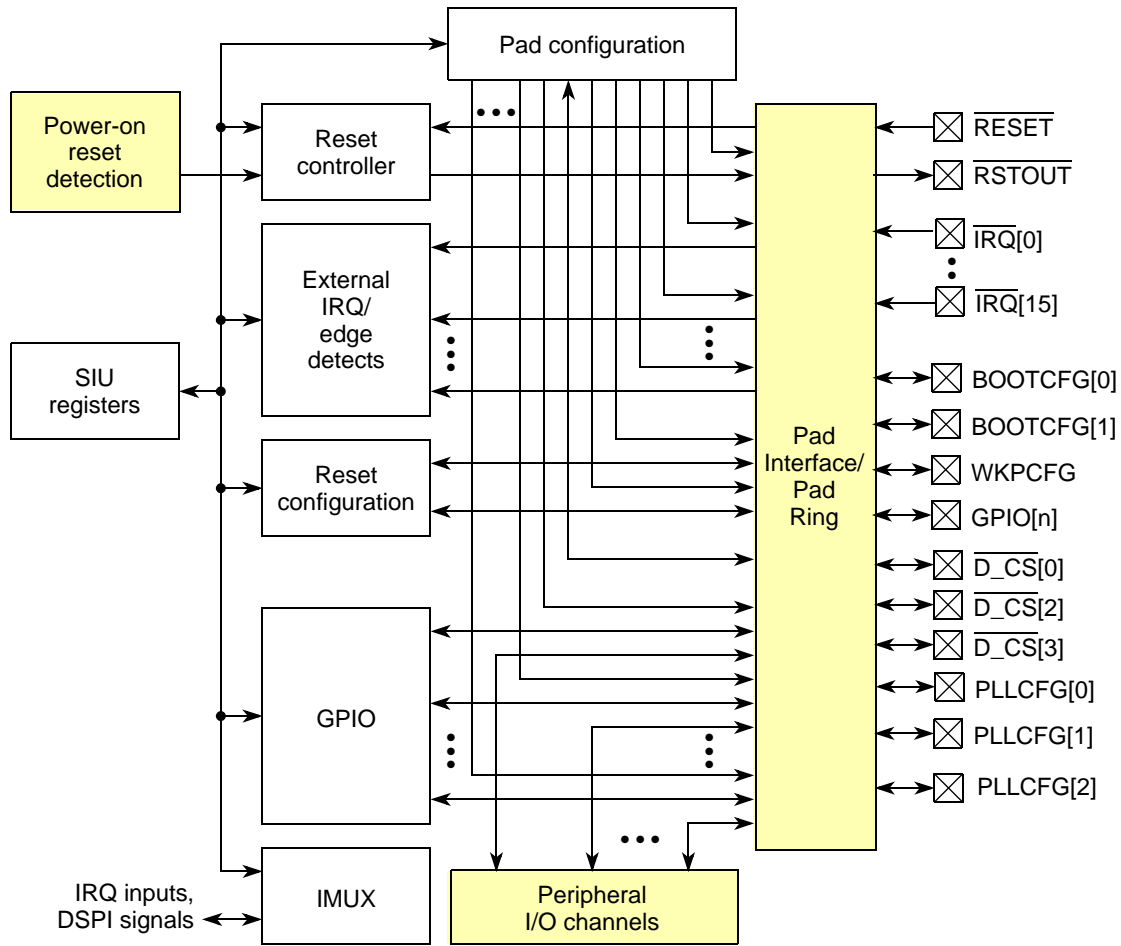 Pad configuration
Power-on
reset
detection
Reset
controller
External
IRQ/
edge
detects
SIU
registers
Reset
configuration
GPIO
IMUX
IRQ inputs,
DSPI signals
Peripheral
I/O channels
Pad
Interface/
Pad
Ring
RESET
RSTOUT
IRQ[0]
IRQ[15]
BOOTCFG[0]
BOOTCFG[1]
WKPCFG
GPIO[n]
D_CS[0]
D_CS[2]
D_CS[3]
PLLCFG[0]
PLLCFG[1]
PLLCFG[2]